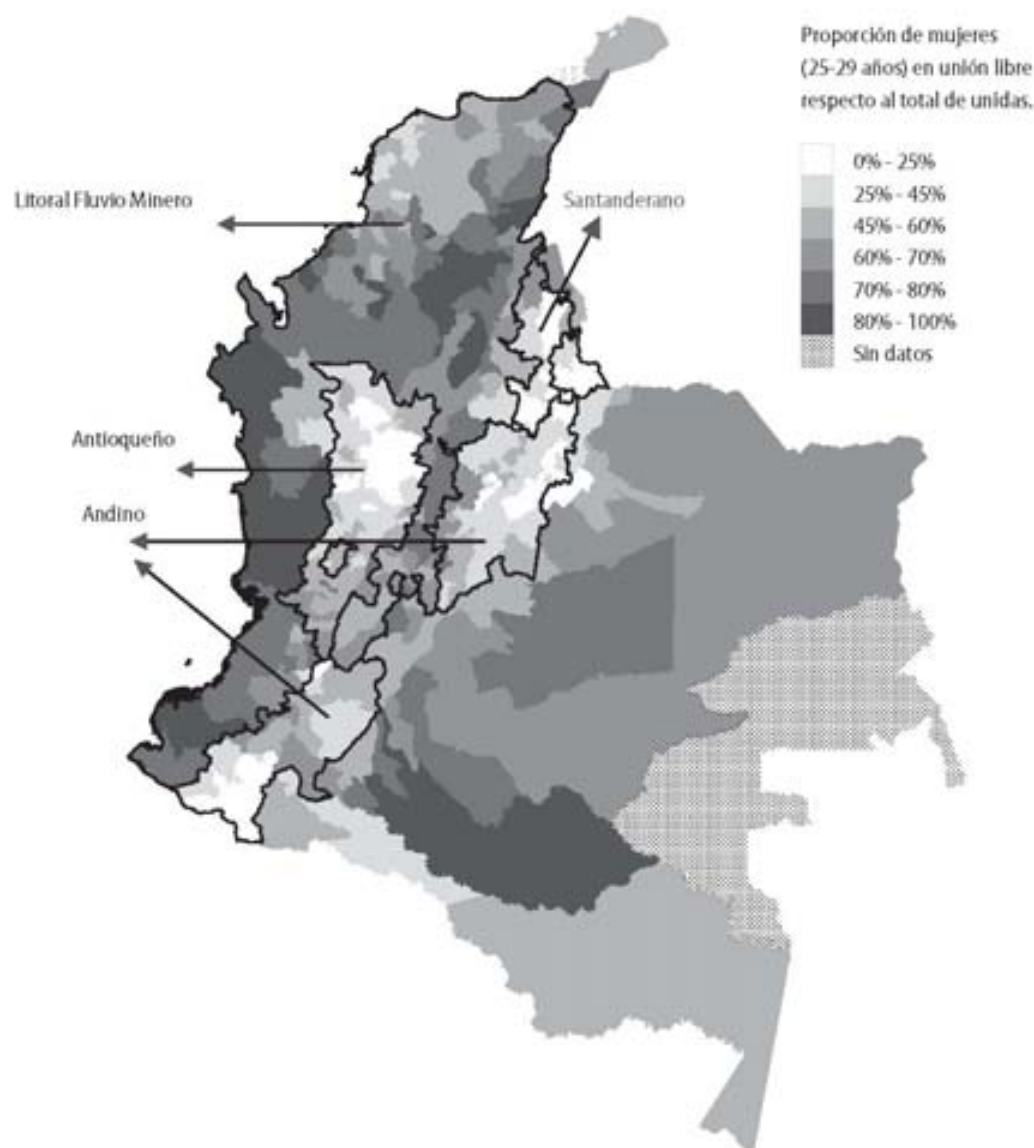 Proporción de mujeres
(25-29 años) en unión libre
respecto al total de unidas.
0% - 25%
25% - 45%
45% - 60%
60% - 70%
70% - 80%
80% - 100%
Sin datos
Litoral Fluvio Minero
Santanderano
Antioqueño
Andino